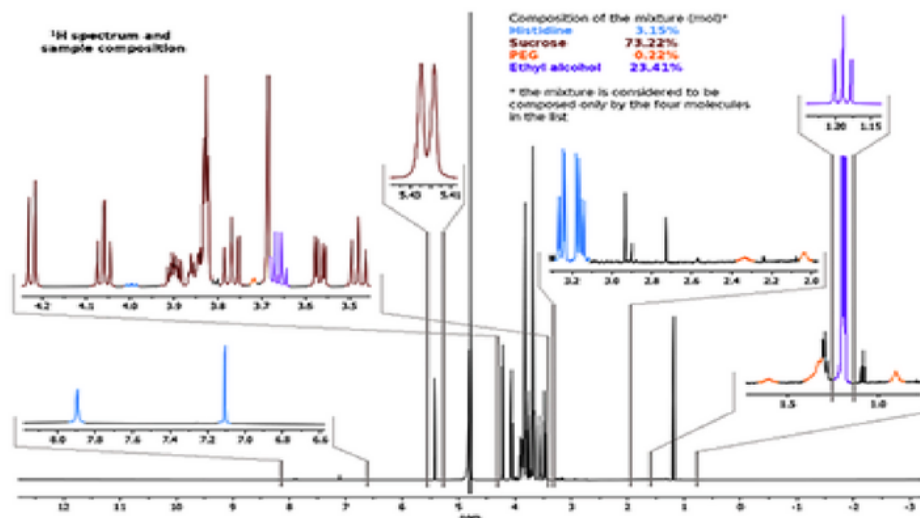 ¹H spectrum and
sample composition
Composition of the mixture (mol)*
Histidine 3.15%
Sucrose 73.22%
PEG 0.22%
Ethyl alcohol 23.41%
* the mixture is considered to be
composed only by the four molecules
in the list
1.20 1.15
5.43 5.41
4.2 4.1 4.0 3.9 3.8 3.7 3.6 3.5
3.2 3.0 2.8 2.6 2.4 2.2 2.0
1.5 1.0
8.0 7.8 7.6 7.4 7.2 7.0 6.8 6.6
12 11 10 9 8 7 6 5 4 3 2 1 0 -1 -2 -3